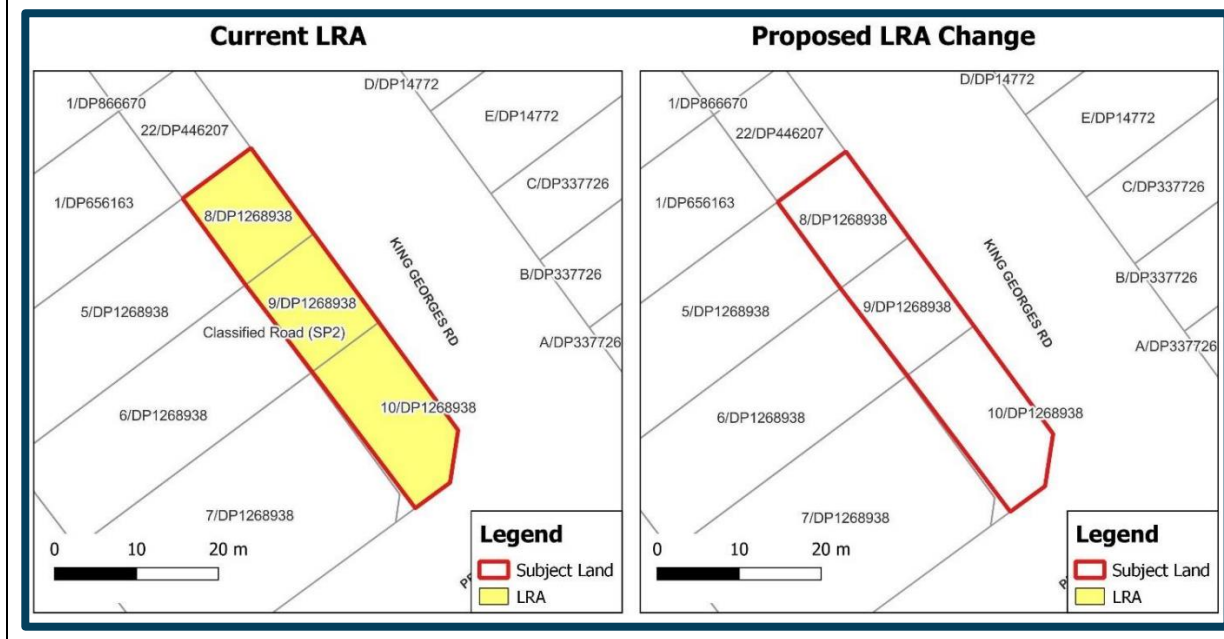 Current LRA
1/DP866670
22/DP446207
D/DP14772
E/DP14772
1/DP656163
8/DP1268938
C/DP337726
KING GEORGES RD
B/DP337726
5/DP1268938
9/DP1268938
Classified Road (SP2)
A/DP337726
6/DP1268938
10/DP1268938
7/DP1268938
0 10 20 m
Legend
Subject Land
LRA
Proposed LRA Change
1/DP866670
22/DP446207
D/DP14772
E/DP14772
1/DP656163
8/DP1268938
C/DP337726
KING GEORGES RD
B/DP337726
5/DP1268938
9/DP1268938
A/DP337726
6/DP1268938
10/DP1268938
7/DP1268938
0 10 20 m
Legend
Subject Land
LRA